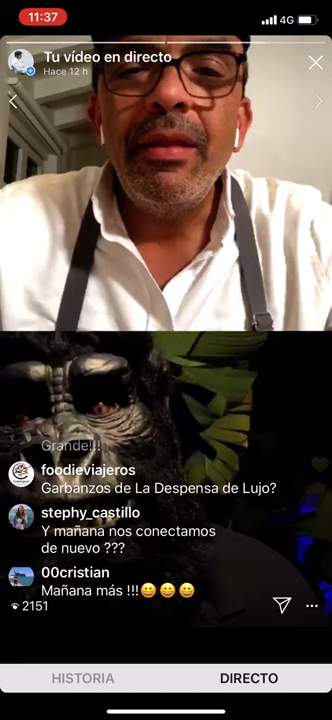 11:37
4G
Tu vídeo en directo
Hace 12 h
Grande!!!
foodieviajeros
Garbanzos de La Despensa de Lujo?
stephy_castillo
Y mañana nos conectamos
de nuevo ???
00cristian
Mañana más !!!😀😀😀
2151
HISTORIA
DIRECTO